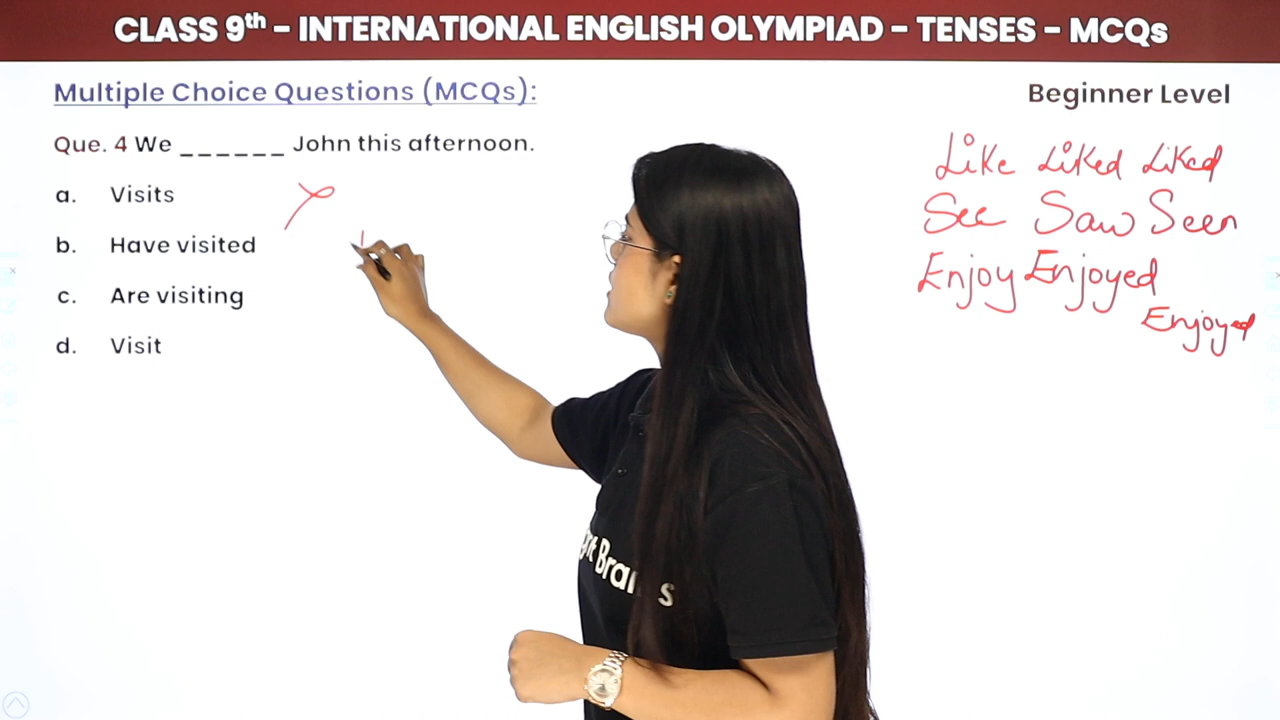 CLASS 9th - INTERNATIONAL ENGLISH OLYMPIAD - TENSES - MCQs
Multiple Choice Questions (MCQs):
Beginner Level
Que. 4 We ______ John this afternoon.
a. Visits
b. Have visited
c. Are visiting
d. Visit
Like Liked Liked
See Saw Seen
Enjoy Enjoyed
Enjoyed